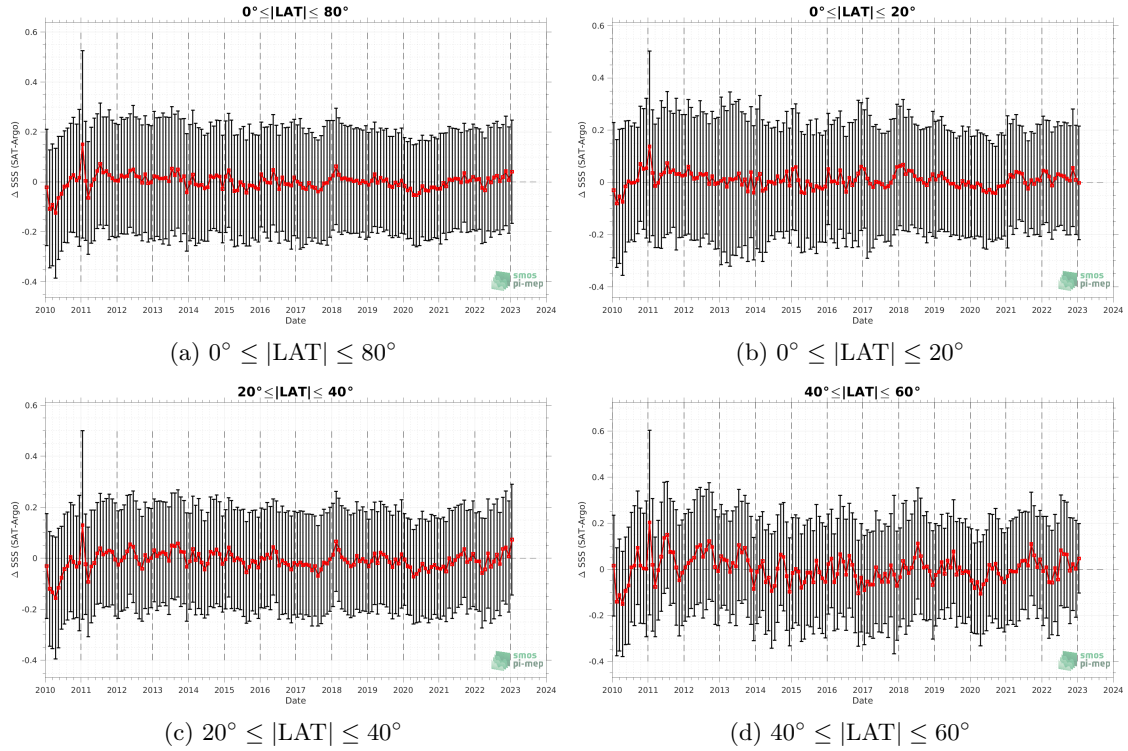 0°≤|LAT|≤ 80°
Δ SSS (SAT-Argo)
0.6
0.4
0.2
0
-0.2
-0.4
2010 2011 2012 2013 2014 2015 2016 2017 2018 2019 2020 2021 2022 2023 2024
Date
smos
pi-mep
(a) 0° ≤ |LAT| ≤ 80°
0°≤|LAT|≤ 20°
Δ SSS (SAT-Argo)
0.6
0.4
0.2
0
-0.2
-0.4
2010 2011 2012 2013 2014 2015 2016 2017 2018 2019 2020 2021 2022 2023 2024
Date
smos
pi-mep
(b) 0° ≤ |LAT| ≤ 20°
20°≤|LAT|≤ 40°
Δ SSS (SAT-Argo)
0.6
0.4
0.2
0
-0.2
-0.4
2010 2011 2012 2013 2014 2015 2016 2017 2018 2019 2020 2021 2022 2023 2024
Date
smos
pi-mep
(c) 20° ≤ |LAT| ≤ 40°
40°≤|LAT|≤ 60°
Δ SSS (SAT-Argo)
0.6
0.4
0.2
0
-0.2
-0.4
2010 2011 2012 2013 2014 2015 2016 2017 2018 2019 2020 2021 2022 2023 2024
Date
smos
pi-mep
(d) 40° ≤ |LAT| ≤ 60°